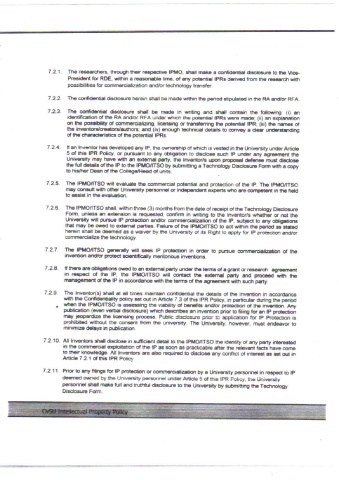 7.2.1. The researchers, through their respective IPMO, shall make a confidential disclosure to the Vice-
President for RDE, within a reasonable time, of any potential IPRs derived from the research with
possibilities for commercialization and/or technology transfer.
7.2.2. The confidential disclosure herein shall be made within the period stipulated in the RA and/or RFA.
7.2.3. The confidential disclosure shall be made in writing and shall contain the following: (i) an
identification of the RA and/or RFA under which the potential IPRs were made; (ii) an explanation
on the possibility of commercializing, licensing or transferring the potential IPR; (iii) the names of
the inventors/creators/authors; and (iv) enough technical details to convey a clear understanding
of the characteristics of the potential IPRs.
7.2.4. If an Inventor has developed any IP, the ownership of which is vested in the University under Article
5 of this IPR Policy, or pursuant to any obligation to disclose such IP under any agreement the
University may have with an external party, the Inventor/s upon proposal defense must disclose
the full details of the IP to the IPMO/ITSO by submitting a Technology Disclosure Form with a copy
to his/her Dean of the College/Head of units.
7.2.5. The IPMO/ITSO will evaluate the commercial potential and protection of the IP. The IPMO/ITSO
may consult with other University personnel or independent experts who are competent in the field
to assist in the evaluation.
7.2.6. The IPMO/ITSO shall, within three (3) months from the date of receipt of the Technology Disclosure
Form, unless an extension is requested, confirm in writing to the Inventor/s whether or not the
University will pursue IP protection and/or commercialization of the IP, subject to any obligations
that may be owed to external parties. Failure of the IPMO/ITSO to act within the period as stated
herein shall be deemed as a waiver by the University of its Right to apply for IP protection and/or
commercialize the technology.
7.2.7. The IPMO/ITSO generally will seek IP protection in order to pursue commercialization of the
invention and/or protect scientifically meritorious inventions.
7.2.8. If there are obligations owed to an external party under the terms of a grant or research agreement
in respect of the IP, the IPMO/ITSO will contact the external party and proceed with the
management of the IP in accordance with the terms of the agreement with such party.
7.2.9. The Inventor(s) shall at all times maintain confidential the details of the invention in accordance
with the Confidentiality policy set out in Article 7.3 of this IPR Policy, in particular during the period
when the IPMO/ITSO is assessing the viability of benefits and/or protection of the invention. Any
publication (even verbal disclosure) which describes an invention prior to filing for an IP protection
may jeopardize the licensing process. Public disclosures prior to application for IP Protection is
prohibited without the consent from the university. The University, however, must endeavor to
minimize delays in publication.
7.2.10. All Inventors shall disclose in sufficient detail to the IPMO/ITSO the identity of any party interested
in the commercial exploitation of the IP as soon as practicable after the relevant facts have come
to their knowledge. All Inventors are also required to disclose any conflict of interest as set out in
Article 7.2.1 of this IPR Policy.
7.2.11. Prior to any filings for IP protection or commercialization by a University personnel in respect to IP
deemed owned by the University personnel under Article 5 of this IPR Policy, the University
personnel shall make full and truthful disclosure to the University by submitting the Technology
Disclosure Form.
CVSU Intellectual Property Policy